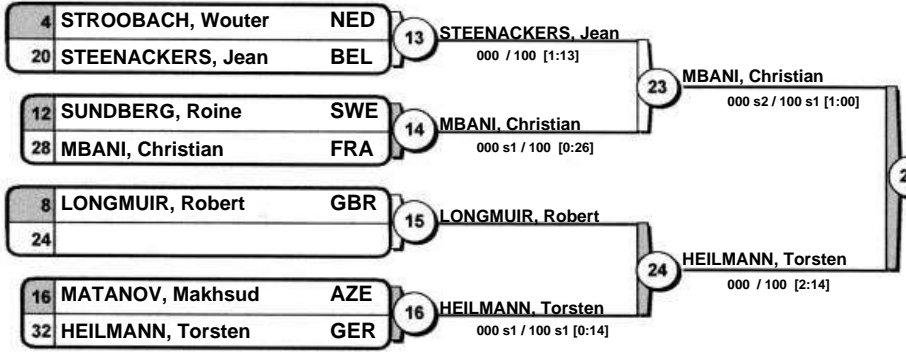 4 STROOBACH, Wouter NED
20 STEENACKERS, Jean BEL
13
STEENACKERS, Jean
000 / 100 [1:13]
12 SUNDBERG, Roine SWE
28 MBANI, Christian FRA
14
MBANI, Christian
000 s1 / 100 [0:26]
23
MBANI, Christian
000 s2 / 100 s1 [1:00]
8 LONGMUIR, Robert GBR
24
15
LONGMUIR, Robert
16 MATANOV, Makhsud AZE
32 HEILMANN, Torsten GER
16
HEILMANN, Torsten
000 s1 / 100 s1 [0:14]
24
HEILMANN, Torsten
000 / 100 [2:14]